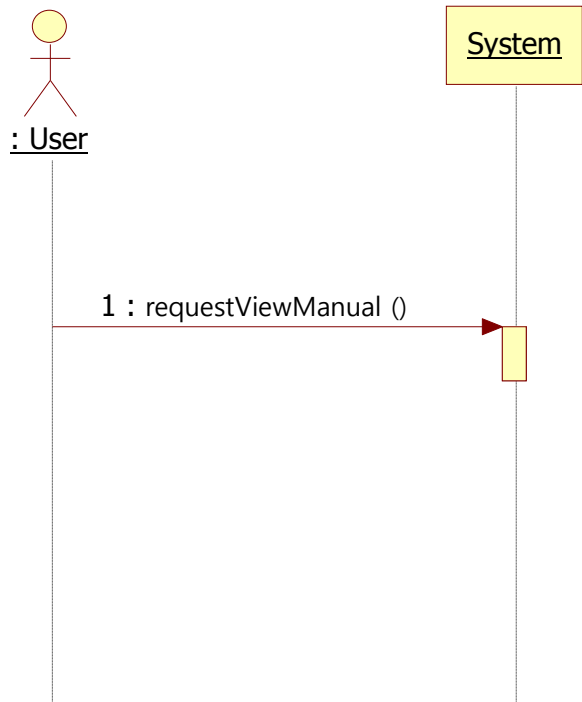 System
: User
1 : requestViewManual ()